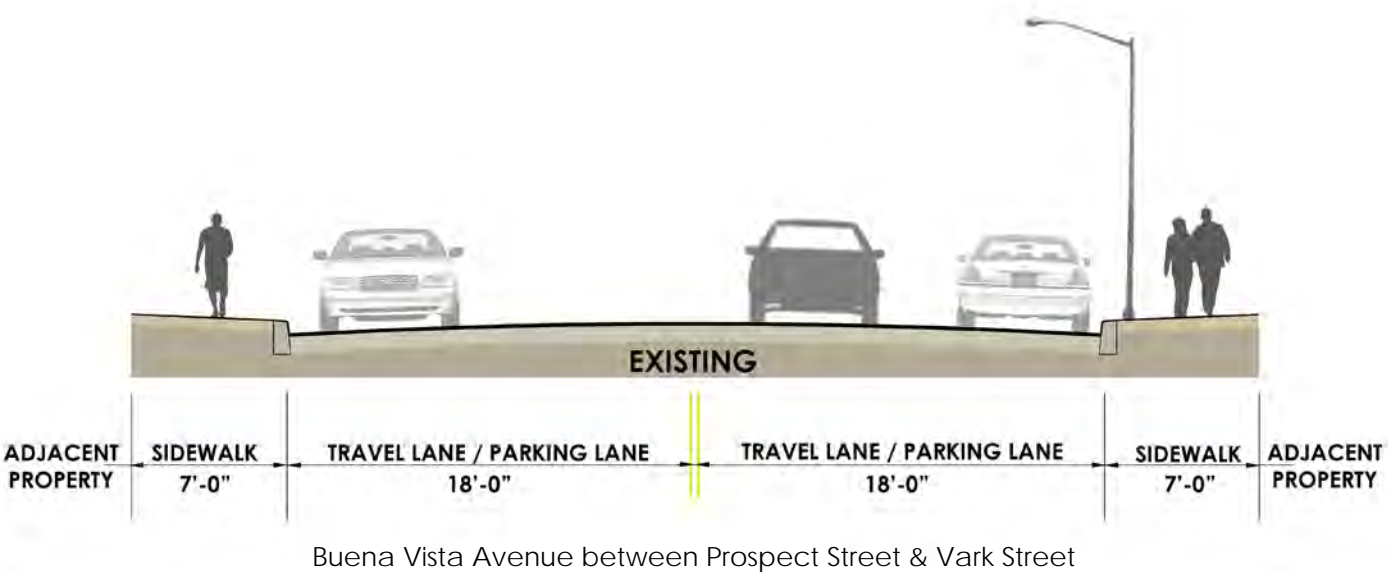 EXISTING
ADJACENT PROPERTY
SIDEWALK
7'-0"
TRAVEL LANE / PARKING LANE
18'-0"
TRAVEL LANE / PARKING LANE
18'-0"
SIDEWALK
7'-0"
ADJACENT PROPERTY
Buena Vista Avenue between Prospect Street & Vark Street